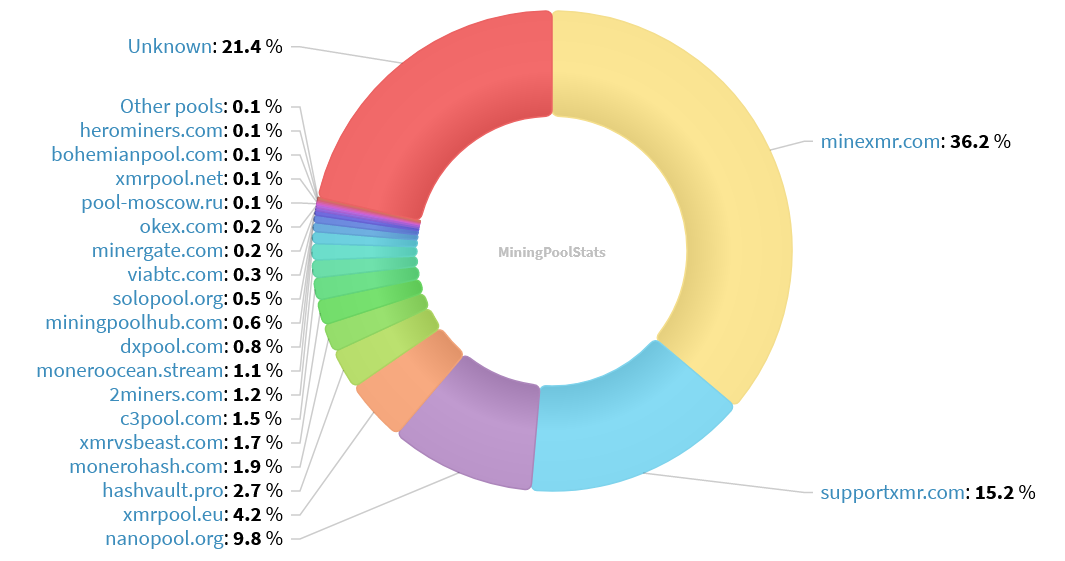 Unknown: 21.4 %
Other pools: 0.1 %
herominers.com: 0.1 %
bohemianpool.com: 0.1 %
xmrpool.net: 0.1 %
pool-moscow.ru: 0.1 %
okex.com: 0.2 %
minergate.com: 0.2 %
viabtc.com: 0.3 %
solopool.org: 0.5 %
miningpoolhub.com: 0.6 %
dxpool.com: 0.8 %
moneroocean.stream: 1.1 %
2miners.com: 1.2 %
c3pool.com: 1.5 %
xmrvsbeast.com: 1.7 %
monerohash.com: 1.9 %
hashvault.pro: 2.7 %
xmrpool.eu: 4.2 %
nanopool.org: 9.8 %
MiningPoolStats
minexmr.com: 36.2 %
supportxmr.com: 15.2 %